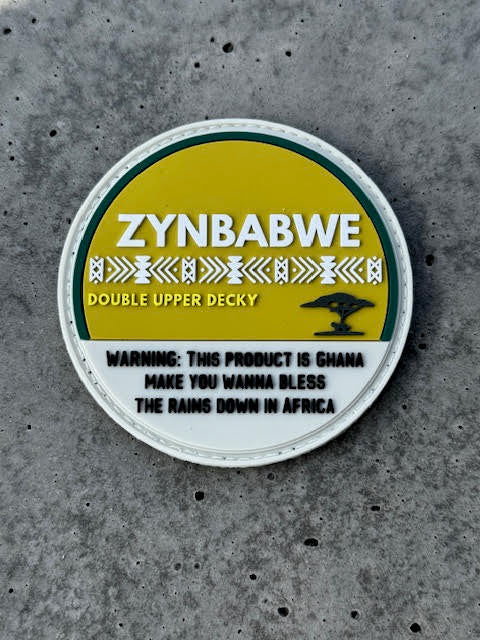 ZYNBABWE
DOUBLE UPPER DECKY
WARNING: THIS PRODUCT IS GHANA
MAKE YOU WANNA BLESS
THE RAINS DOWN IN AFRICA